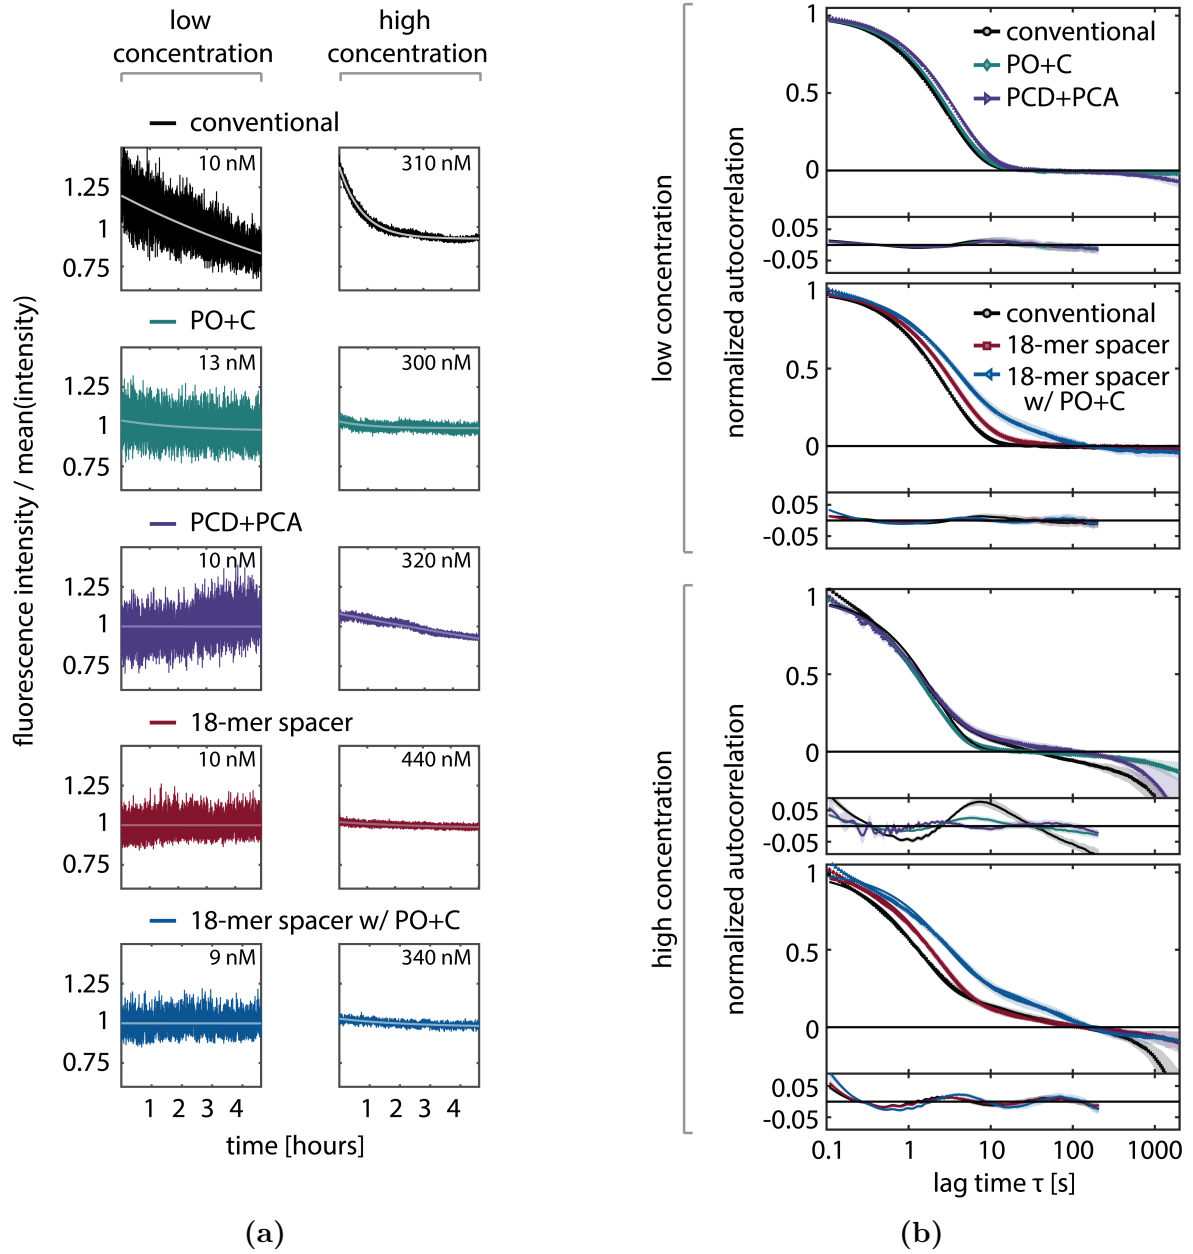 low
concentration
high
concentration
fluorescence intensity / mean(intensity)
conventional
10 nM
310 nM
1.25
1
0.75
PO+C
13 nM
300 nM
1.25
1
0.75
PCD+PCA
10 nM
320 nM
1.25
1
0.75
18-mer spacer
10 nM
440 nM
1.25
1
0.75
18-mer spacer w/ PO+C
9 nM
340 nM
1.25
1
0.75
1 2 3 4
1 2 3 4
time [hours]
(a)
low concentration
normalized autocorrelation
1
0.5
0
conventional
PO+C
PCD+PCA
0.05
-0.05
1
0.5
0
conventional
18-mer spacer
18-mer spacer
w/ PO+C
0.05
-0.05
high concentration
normalized autocorrelation
1
0.5
0
0.05
-0.05
1
0.5
0
0.05
-0.05
0.1 1 10 100 1000
lag time τ [s]
(b)